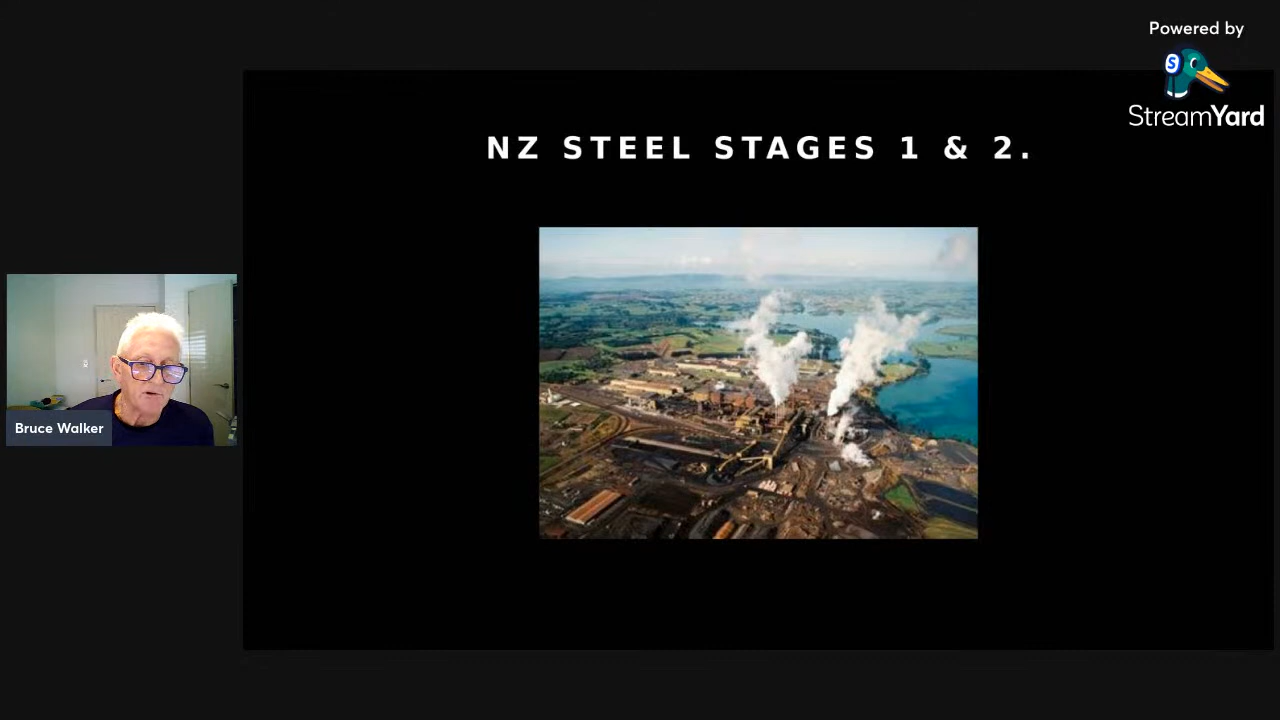 Powered by
S
StreamYard
NZ STEEL STAGES 1 & 2.
Bruce Walker